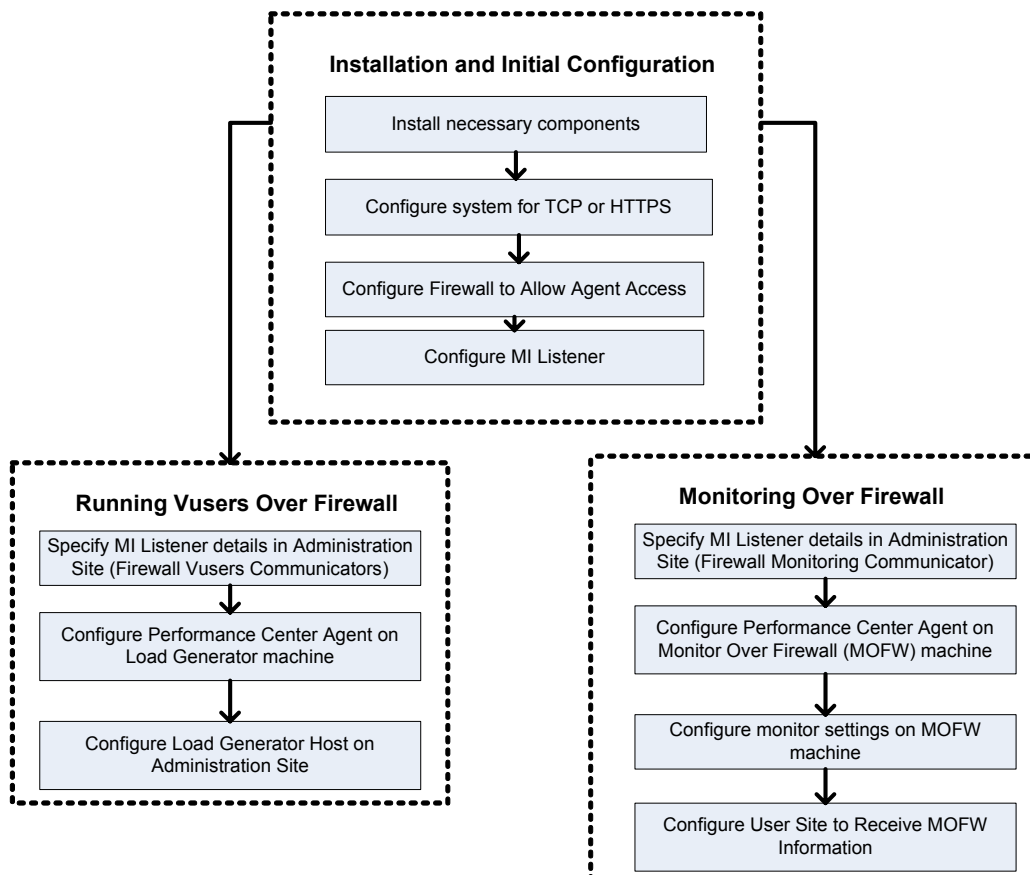 Installation and Initial Configuration
Install necessary components
Configure system for TCP or HTTPS
Configure Firewall to Allow Agent Access
Configure MI Listener
Running Vusers Over Firewall
Specify MI Listener details in Administration
Site (Firewall Vusers Communicators)
Configure Performance Center Agent on
Load Generator machine
Configure Load Generator Host on
Administration Site
Monitoring Over Firewall
Specify MI Listener details in Administration
Site (Firewall Monitoring Communicator)
Configure Performance Center Agent on
Monitor Over Firewall (MOFW) machine
Configure monitor settings on MOFW
machine
Configure User Site to Receive MOFW
Information